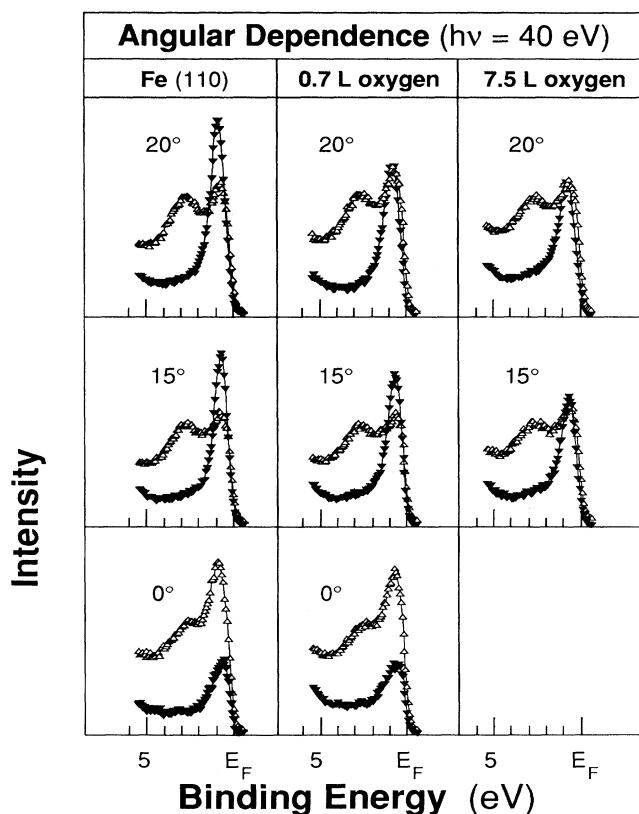 Angular Dependence (hν = 40 eV)
Fe (110) 0.7 L oxygen 7.5 L oxygen
20° 20° 20°
15° 15° 15°
0° 0°
Intensity
5 E_F 5 E_F 5 E_F
Binding Energy (eV)